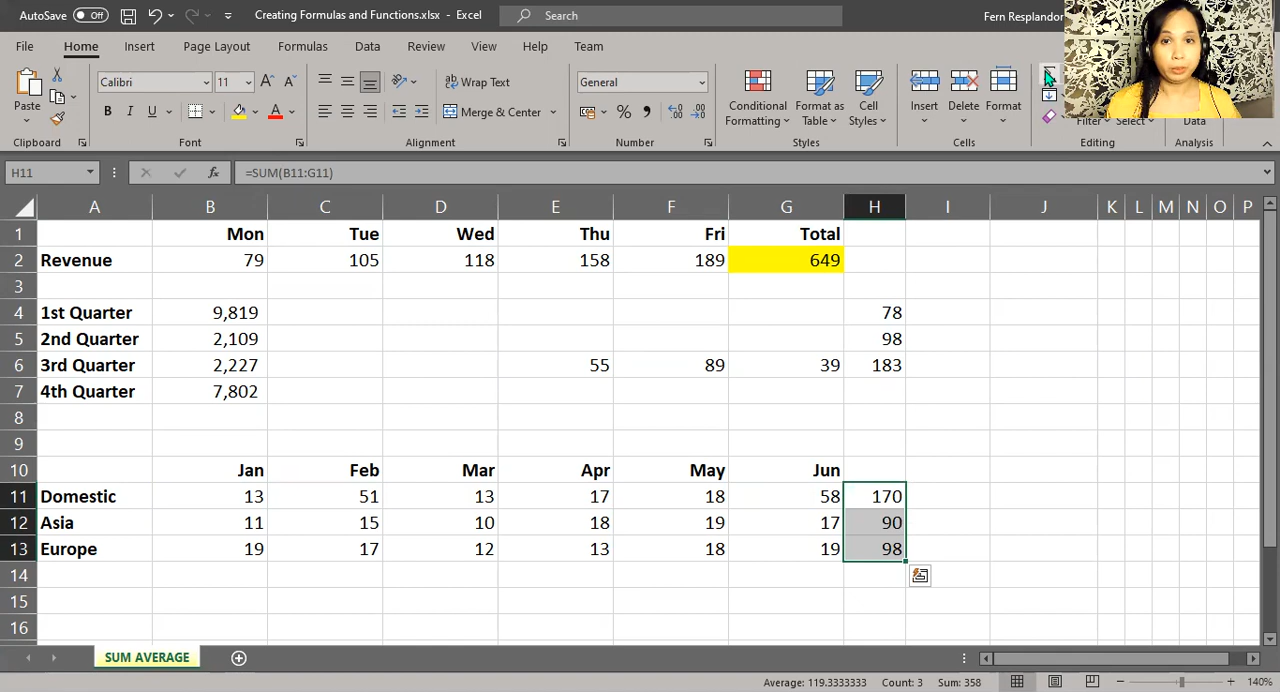 AutoSave Off Creating Formulas and Functions.xlsx - Excel Search Fern Resplandor
File Home Insert Page Layout Formulas Data Review View Help Team
Calibri 11 A A Wrap Text General
Paste B I U A Merge & Center % , Conditional Formatting Format as Table Cell Styles Insert Delete Format Filter Select Data
Clipboard Font Alignment Number Styles Cells Editing Analysis
H11 fx =SUM(B11:G11)
A B C D E F G H I J K L M N O P
1 Mon Tue Wed Thu Fri Total
2 Revenue 79 105 118 158 189 649
3
4 1st Quarter 9,819 78
5 2nd Quarter 2,109 98
6 3rd Quarter 2,227 55 89 39 183
7 4th Quarter 7,802
8
9
10 Jan Feb Mar Apr May Jun
11 Domestic 13 51 13 17 18 58 170
12 Asia 11 15 10 18 19 17 90
13 Europe 19 17 12 13 18 19 98
14
15
16
SUM AVERAGE
Average: 119.3333333 Count: 3 Sum: 358 140%